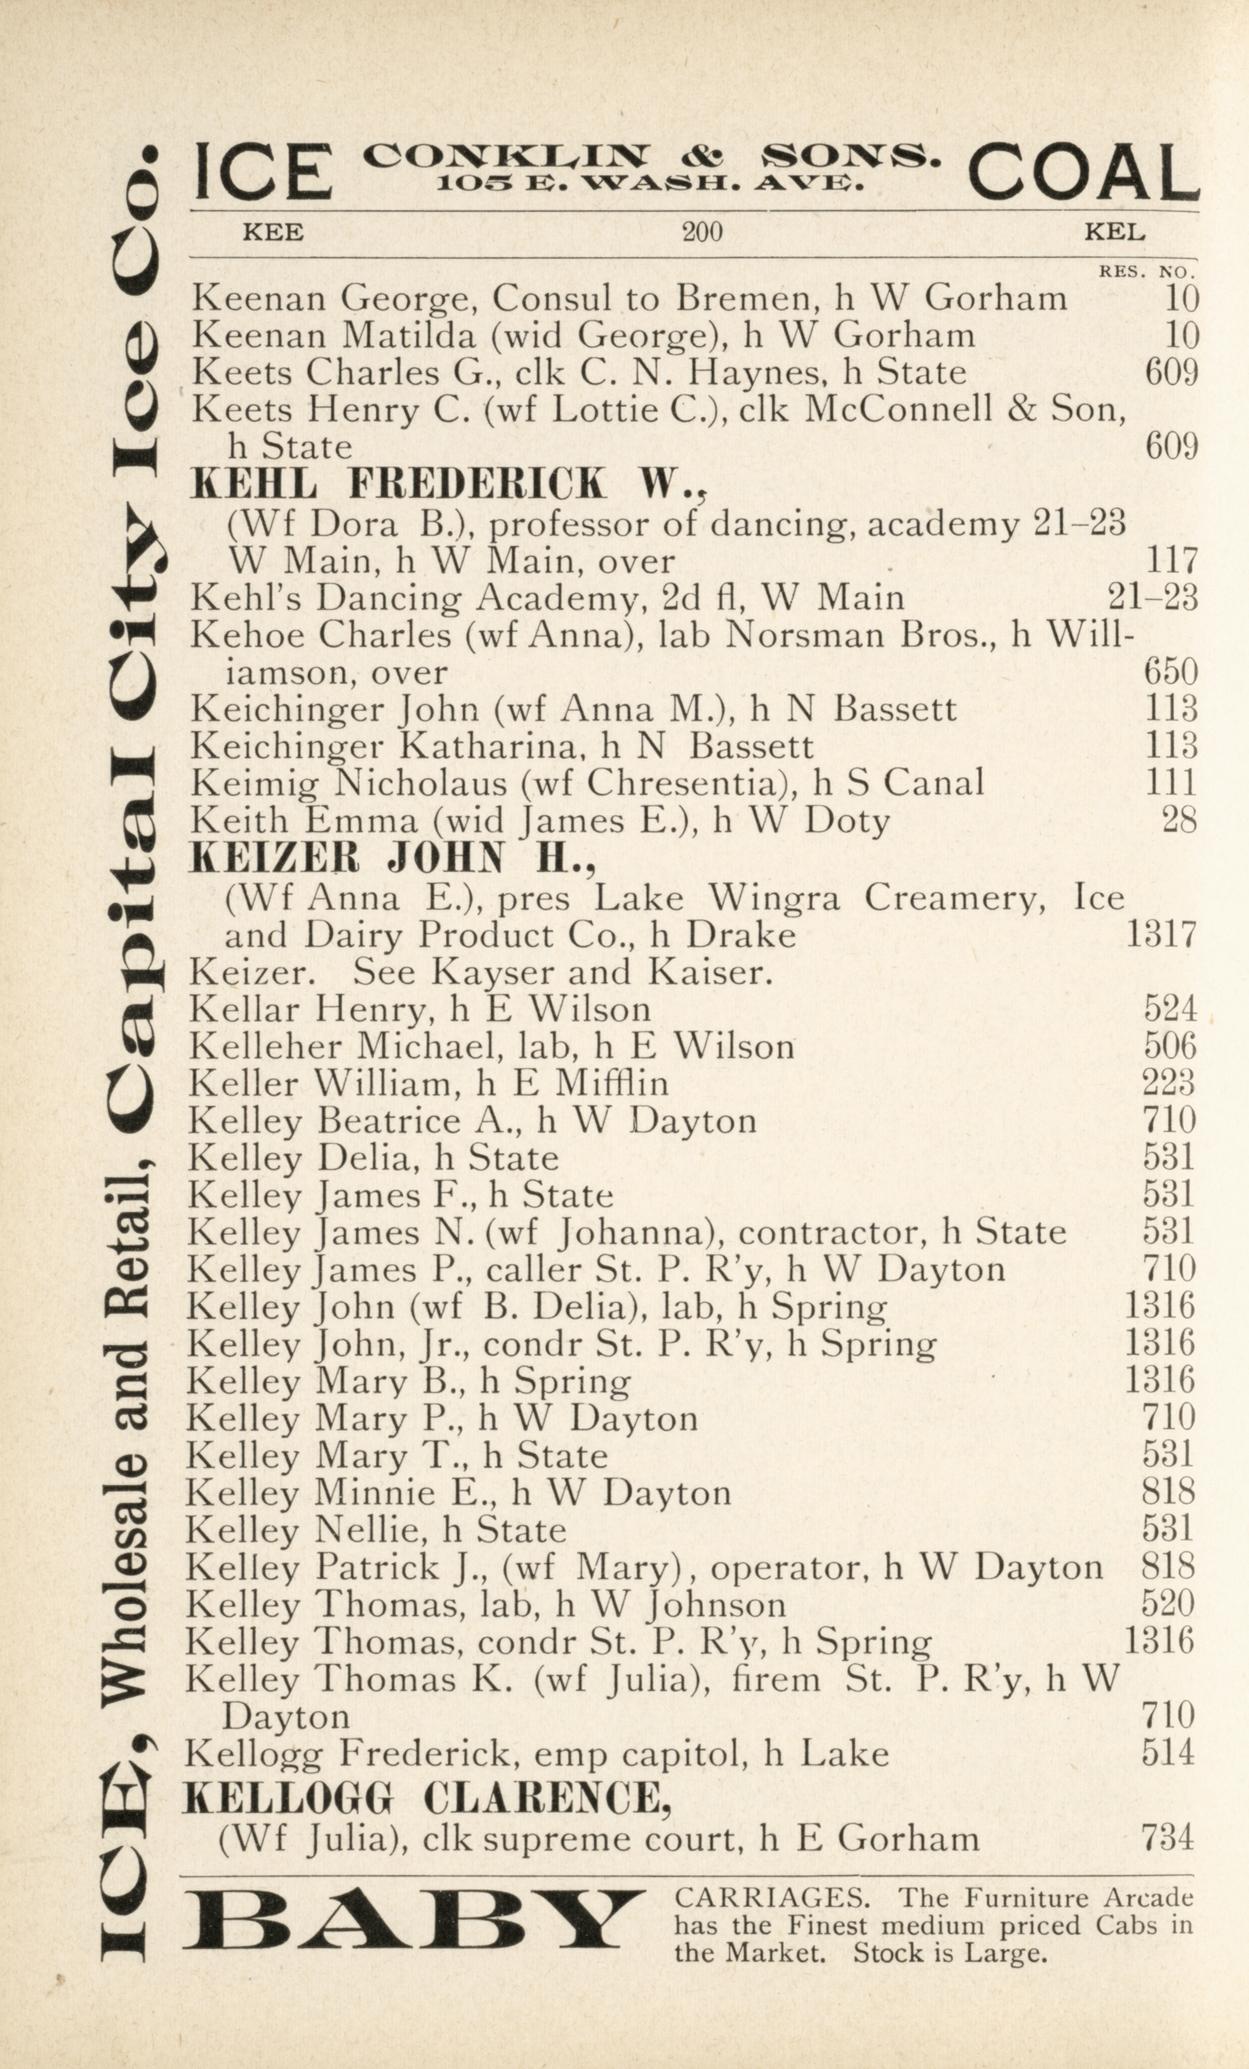 ICE CONKLIN & SONS. COAL
105 E. WASH. AVE.
KEE 200 KEL
RES. NO.
Keenan George, Consul to Bremen, h W Gorham 10
Keenan Matilda (wid George), h W Gorham 10
Keets Charles G., clk C. N. Haynes, h State 609
Keets Henry C. (wf Lottie C.), clk McConnell & Son,
h State 609
KEHL FREDERICK W.,
(Wf Dora B.), professor of dancing, academy 21–23
W Main, h W Main, over 117
Kehl's Dancing Academy, 2d fl, W Main 21–23
Kehoe Charles (wf Anna), lab Norsman Bros., h Will-
iamson, over 650
Keichinger John (wf Anna M.), h N Bassett 113
Keichinger Katharina, h N Bassett 113
Keimig Nicholaus (wf Chresentia), h S Canal 111
Keith Emma (wid James E.), h W Doty 28
KEIZER JOHN H.,
(Wf Anna E.), pres Lake Wingra Creamery, Ice
and Dairy Product Co., h Drake 1317
Keizer. See Kayser and Kaiser.
Kellar Henry, h E Wilson 524
Kelleher Michael, lab, h E Wilson 506
Keller William, h E Mifflin 223
Kelley Beatrice A., h W Dayton 710
Kelley Delia, h State 531
Kelley James F., h State 531
Kelley James N. (wf Johanna), contractor, h State 531
Kelley James P., caller St. P. R'y, h W Dayton 710
Kelley John (wf B. Delia), lab, h Spring 1316
Kelley John, Jr., condr St. P. R'y, h Spring 1316
Kelley Mary B., h Spring 1316
Kelley Mary P., h W Dayton 710
Kelley Mary T., h State 531
Kelley Minnie E., h W Dayton 818
Kelley Nellie, h State 531
Kelley Patrick J., (wf Mary), operator, h W Dayton 818
Kelley Thomas, lab, h W Johnson 520
Kelley Thomas, condr St. P. R'y, h Spring 1316
Kelley Thomas K. (wf Julia), firem St. P. R'y, h W
Dayton 710
Kellogg Frederick, emp capitol, h Lake 514
KELLOGG CLARENCE,
(Wf Julia), clk supreme court, h E Gorham 734
BABY CARRIAGES. The Furniture Arcade
has the Finest medium priced Cabs in
the Market. Stock is Large.
ICE, Wholesale and Retail, Capital City Ice Co.